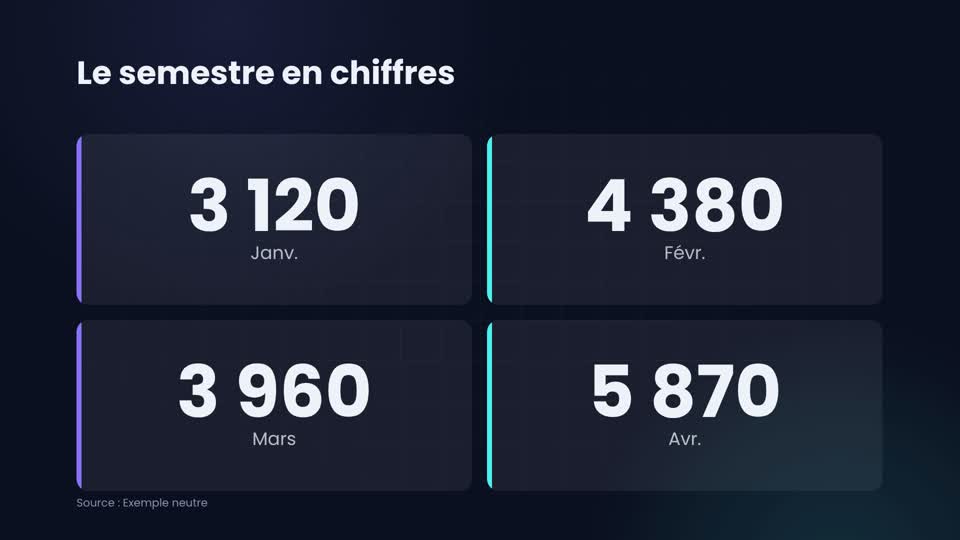 Le semestre en chiffres
3 120
Janv.
4 380
Févr.
3 960
Mars
5 870
Avr.
Source : Exemple neutre